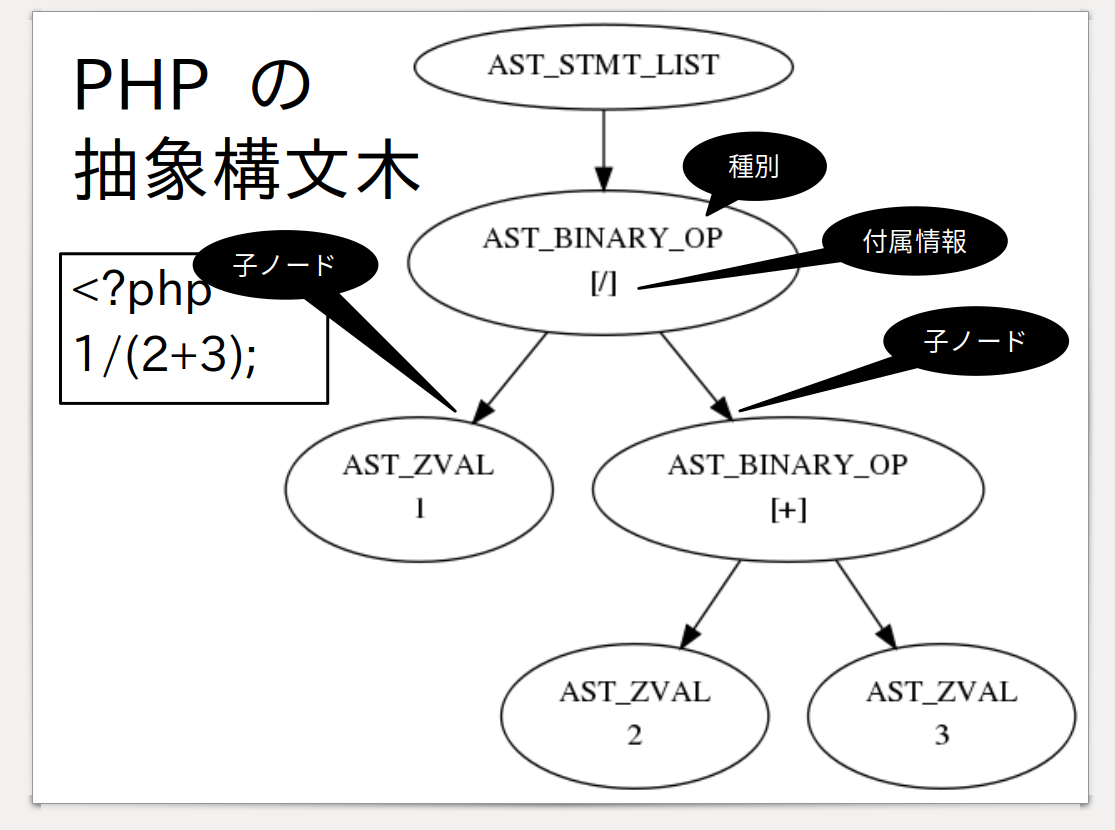 PHP の
抽象構文木
<?php
1/(2+3);
AST_STMT_LIST
種別
AST_BINARY_OP
[/]
付属情報
子ノード
子ノード
AST_ZVAL
1
AST_BINARY_OP
[+]
AST_ZVAL
2
AST_ZVAL
3